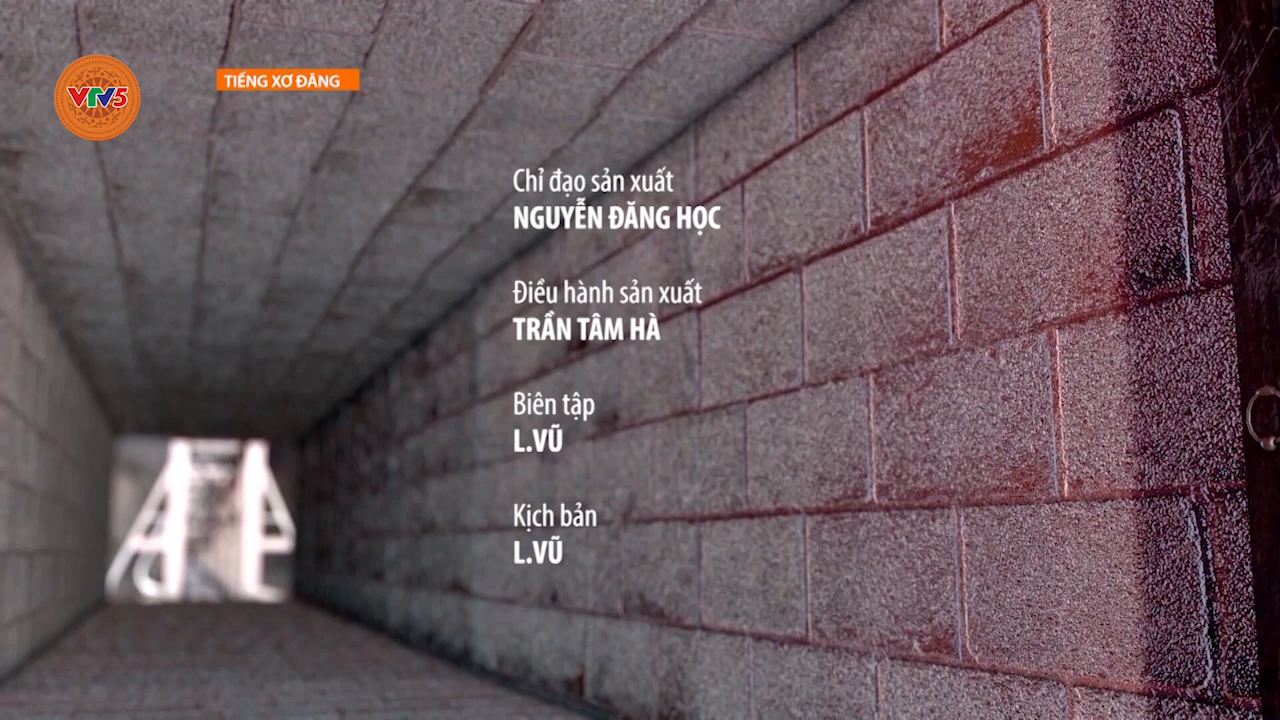 VTV5
TIẾNG XƠ ĐĂNG
Chỉ đạo sản xuất
NGUYỄN ĐĂNG HỌC
Điều hành sản xuất
TRẦN TÂM HÀ
Biên tập
L.VŨ
Kịch bản
L.VŨ